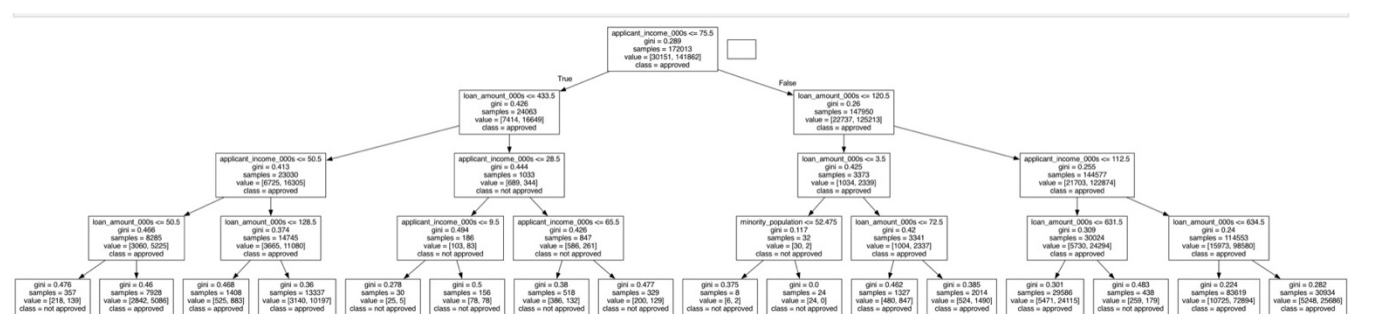 applicant_income_000s <= 75.5
gini = 0.289
samples = 172013
value = [30151, 141862]
class = approved
True
False
loan_amount_000s <= 433.5
gini = 0.426
samples = 24063
value = [7414, 16649]
class = approved
loan_amount_000s <= 120.5
gini = 0.26
samples = 147950
value = [22737, 125213]
class = approved
applicant_income_000s <= 50.5
gini = 0.413
samples = 23030
value = [6725, 16305]
class = approved
applicant_income_000s <= 28.5
gini = 0.444
samples = 1033
value = [689, 344]
class = not approved
loan_amount_000s <= 3.5
gini = 0.425
samples = 3373
value = [1034, 2339]
class = approved
applicant_income_000s <= 112.5
gini = 0.255
samples = 144577
value = [21703, 122874]
class = approved
loan_amount_000s <= 50.5
gini = 0.466
samples = 8285
value = [3060, 5225]
class = approved
loan_amount_000s <= 128.5
gini = 0.374
samples = 14745
value = [3665, 11080]
class = approved
applicant_income_000s <= 9.5
gini = 0.494
samples = 186
value = [103, 83]
class = not approved
applicant_income_000s <= 65.5
gini = 0.426
samples = 847
value = [586, 261]
class = not approved
minority_population <= 52.475
gini = 0.117
samples = 32
value = [30, 2]
class = not approved
loan_amount_000s <= 72.5
gini = 0.42
samples = 3341
value = [1004, 2337]
class = approved
loan_amount_000s <= 631.5
gini = 0.309
samples = 30024
value = [5730, 24294]
class = approved
loan_amount_000s <= 634.5
gini = 0.24
samples = 114553
value = [15973, 98580]
class = approved
gini = 0.476
samples = 357
value = [218, 139]
class = not approved
gini = 0.46
samples = 7928
value = [2842, 5086]
class = approved
gini = 0.468
samples = 1408
value = [525, 883]
class = approved
gini = 0.36
samples = 13337
value = [3140, 10197]
class = approved
gini = 0.278
samples = 30
value = [25, 5]
class = not approved
gini = 0.5
samples = 156
value = [78, 78]
class = not approved
gini = 0.38
samples = 518
value = [386, 132]
class = not approved
gini = 0.477
samples = 329
value = [200, 129]
class = not approved
gini = 0.375
samples = 8
value = [6, 2]
class = not approved
gini = 0.0
samples = 24
value = [24, 0]
class = not approved
gini = 0.462
samples = 1327
value = [480, 847]
class = approved
gini = 0.385
samples = 2014
value = [524, 1490]
class = approved
gini = 0.301
samples = 29586
value = [5471, 24115]
class = approved
gini = 0.483
samples = 438
value = [259, 179]
class = not approved
gini = 0.224
samples = 83619
value = [10725, 72894]
class = approved
gini = 0.282
samples = 30934
value = [5248, 25686]
class = approved